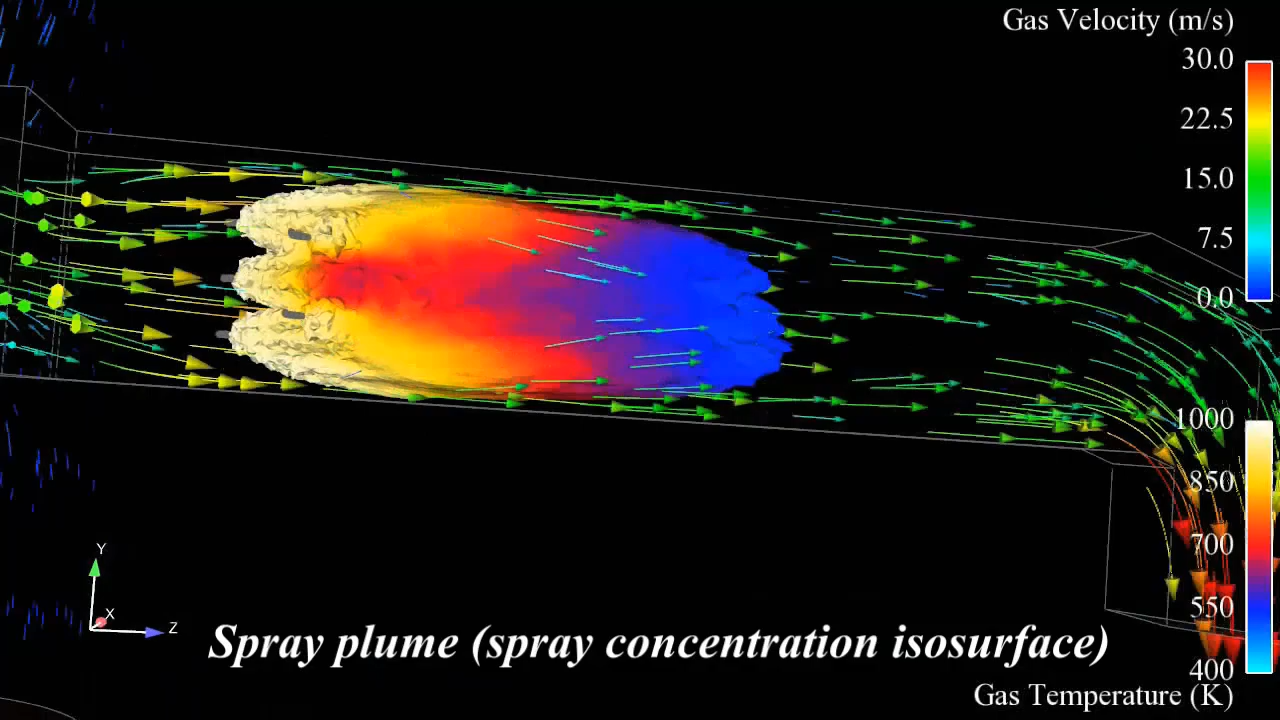 Gas Velocity (m/s)
30.0
22.5
15.0
7.5
0.0
1000
850
700
550
400
Gas Temperature (K)
Y
X
Z
Spray plume (spray concentration isosurface)